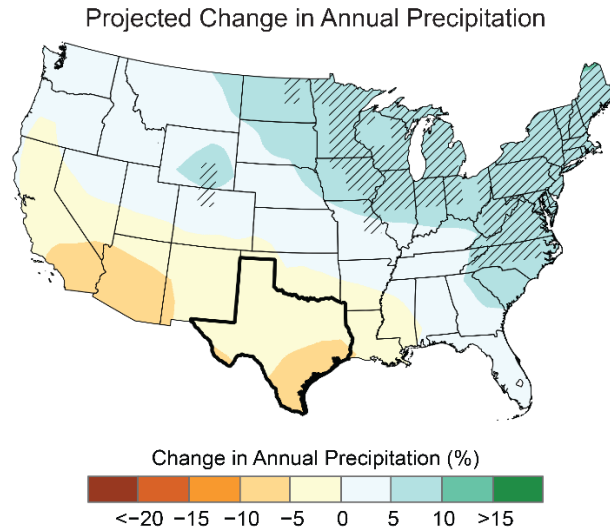 Projected Change in Annual Precipitation
Change in Annual Precipitation (%)
<−20 −15 −10 −5 0 5 10 >15